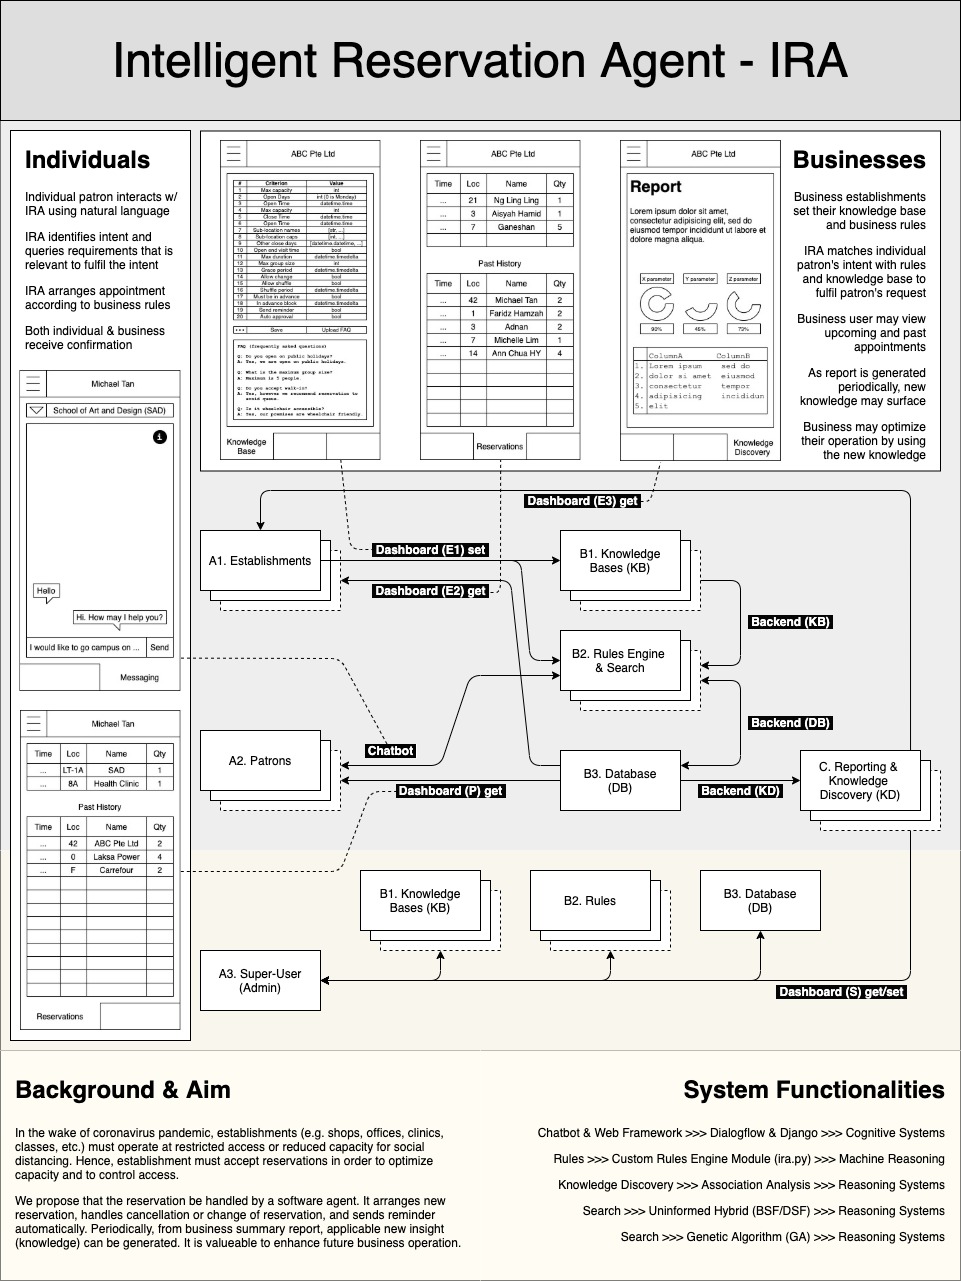 Intelligent Reservation Agent - IRA
Individuals
Individual patron interacts w/
IRA using natural language
IRA identifies intent and
queries requirements that is
relevant to fulfil the intent
IRA arranges appointment
according to business rules
Both individual & business
receive confirmation
Michael Tan
School of Art and Design (SAD)
i
Hello
Hi. How may I help you?
I would like to go campus on ... Send
Messaging
Michael Tan
Time Loc Name Qty
... LT-1A SAD 1
... 8A Health Clinic 1
Past History
Time Loc Name Qty
... 42 ABC Pte Ltd 2
... 0 Laksa Power 4
... F Carrefour 2
Reservations
ABC Pte Ltd
# Criterion Value
1 Max capacity int
2 Open Days int (0 is Monday)
3 Open Time datetime.time
4 Max capacity int
5 Close Time datetime.time
6 Open Time datetime.time
7 Sub-location names [str, ...]
8 Sub-location caps [int, ...]
9 Other close days [datetime.datetime, ...]
10 Open end visit time bool
11 Max duration datetime.timedelta
12 Max group size int
13 Grace period datetime.timedelta
14 Allow change bool
15 Allow shuffle bool
16 Shuffle period datetime.timedelta
17 Must be in advance bool
18 In advance block datetime.timedelta
19 Send reminder bool
20 Auto approval bool
••• Save Upload FAQ
FAQ (frequently asked questions)
Q: Do you open on public holidays?
A: Yes, we are open on public holidays.
Q: What is the maximum group size?
A: Maximum is 5 people.
Q: Do you accept walk-in?
A: Yes, however we recommend reservation to
avoid queue.
Q: Is it wheelchair accessible?
A: Yes, our premises are wheelchair friendly.
Knowledge
Base
ABC Pte Ltd
Time Loc Name Qty
... 21 Ng Ling Ling 1
... 3 Aisyah Hamid 1
... 7 Ganeshan 5
Past History
Time Loc Name Qty
... 42 Michael Tan 2
... 1 Faridz Hamzah 2
... 3 Adnan 2
... 7 Michelle Lim 1
... 14 Ann Chua HY 4
Reservations
ABC Pte Ltd
Report
Lorem ipsum dolor sit amet,
consectetur adipisicing elit, sed do
eiusmod tempor incididunt ut labore et
dolore magna aliqua.
X parameter Y parameter Z parameter
90% 45% 73%
ColumnA ColumnB
1. Lorem ipsum sed do
2. dolor si amet eiusmod
3. consectetur tempor
4. adipisicing incididun
5. elit
Knowledge
Discovery
Businesses
Business establishments
set their knowledge base
and business rules
IRA matches individual
patron's intent with rules
and knowledge base to
fulfil patron's request
Business user may view
upcoming and past
appointments
As report is generated
periodically, new
knowledge may surface
Business may optimize
their operation by using
the new knowledge
Dashboard (E3) get
A1. Establishments
Dashboard (E1) set
Dashboard (E2) get
B1. Knowledge
Bases (KB)
Backend (KB)
B2. Rules Engine
& Search
Backend (DB)
A2. Patrons
Chatbot
Dashboard (P) get
B3. Database
(DB)
Backend (KD)
C. Reporting &
Knowledge
Discovery (KD)
B1. Knowledge
Bases (KB)
B2. Rules
B3. Database
(DB)
A3. Super-User
(Admin)
Dashboard (S) get/set
Background & Aim
In the wake of coronavirus pandemic, establishments (e.g. shops, offices, clinics,
classes, etc.) must operate at restricted access or reduced capacity for social
distancing. Hence, establishment must accept reservations in order to optimize
capacity and to control access.
We propose that the reservation be handled by a software agent. It arranges new
reservation, handles cancellation or change of reservation, and sends reminder
automatically. Periodically, from business summary report, applicable new insight
(knowledge) can be generated. It is valueable to enhance future business operation.
System Functionalities
Chatbot & Web Framework >>> Dialogflow & Django >>> Cognitive Systems
Rules >>> Custom Rules Engine Module (ira.py) >>> Machine Reasoning
Knowledge Discovery >>> Association Analysis >>> Reasoning Systems
Search >>> Uninformed Hybrid (BSF/DSF) >>> Reasoning Systems
Search >>> Genetic Algorithm (GA) >>> Reasoning Systems